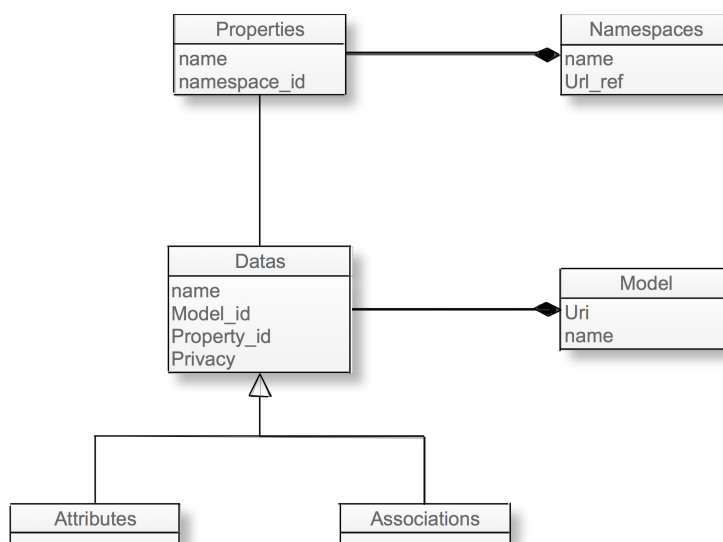 Properties
name
namespace_id
Namespaces
name
Url_ref
Datas
name
Model_id
Property_id
Privacy
Model
Uri
name
Attributes
Associations